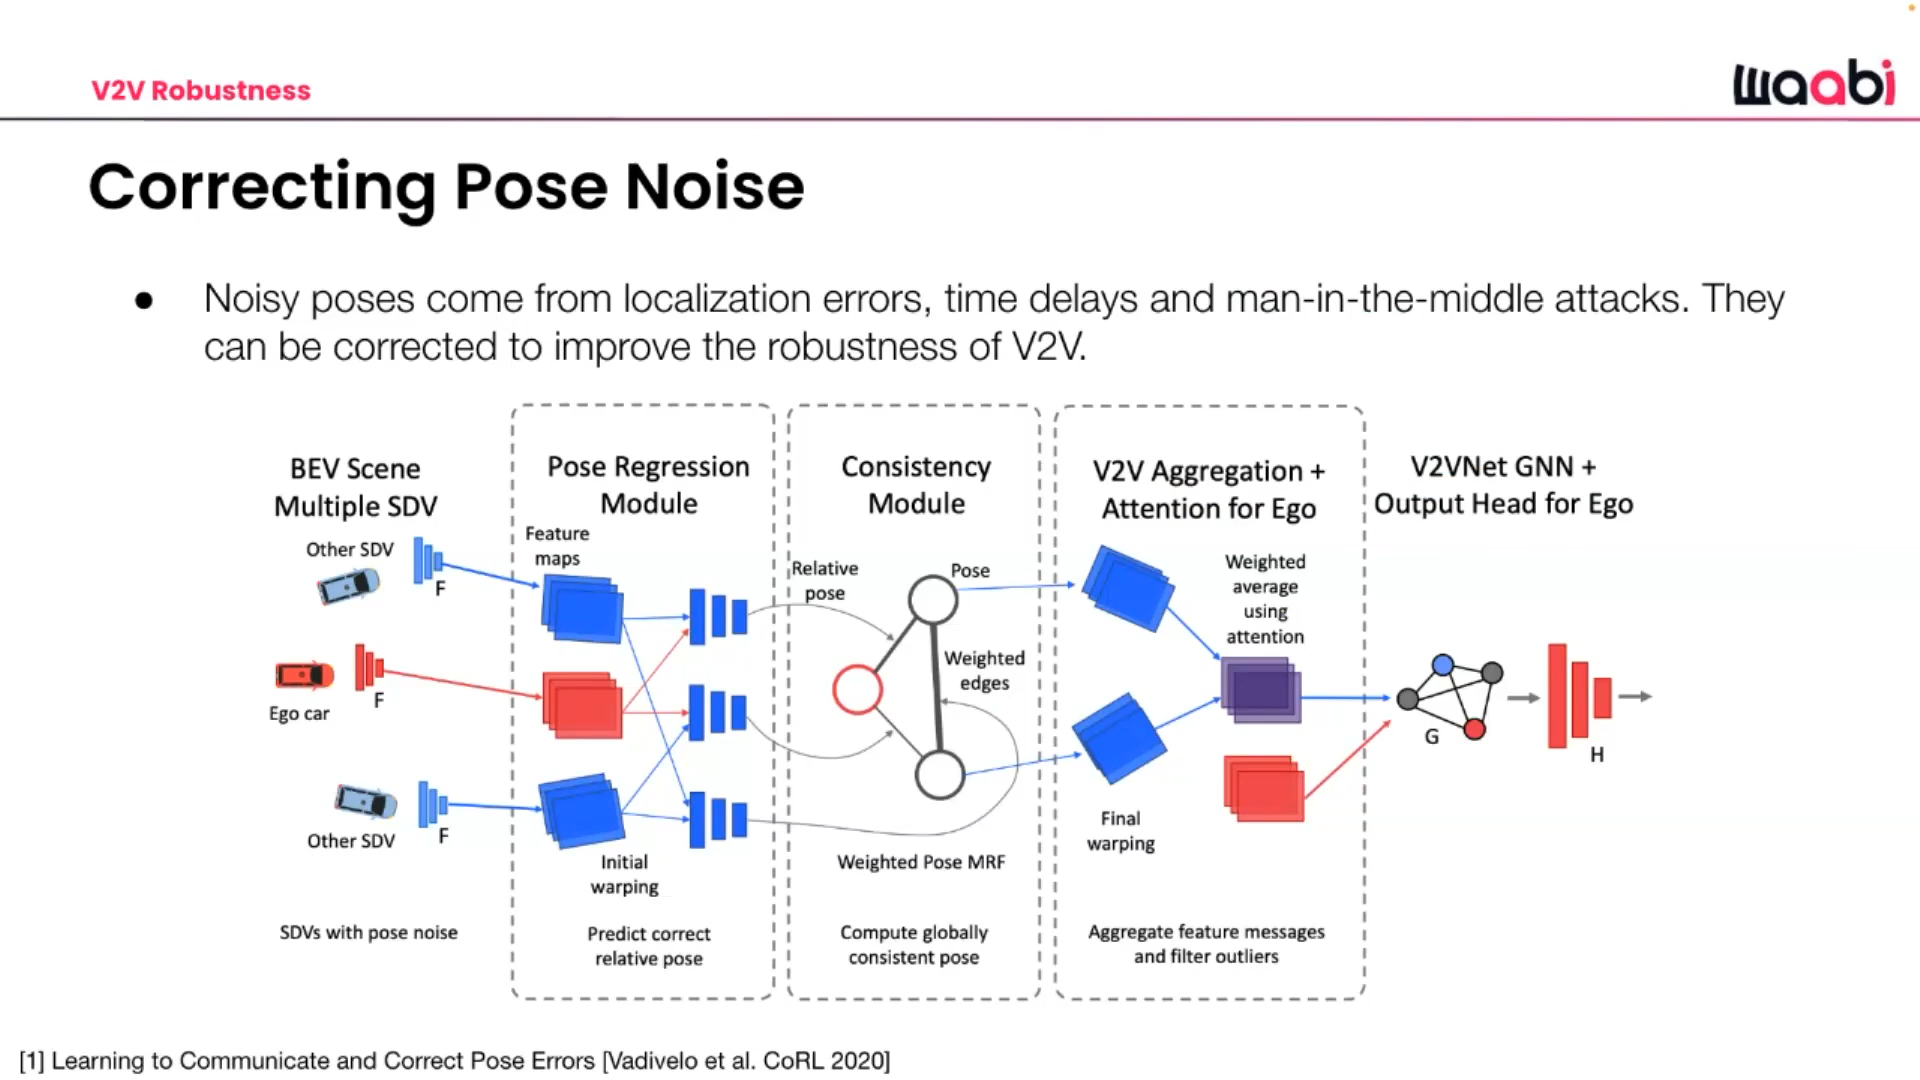 V2V Robustness
waabi
Correcting Pose Noise
● Noisy poses come from localization errors, time delays and man-in-the-middle attacks. They
can be corrected to improve the robustness of V2V.
BEV Scene
Multiple SDV
Other SDV
F
Ego car
F
Other SDV
F
SDVs with pose noise
Pose Regression
Module
Feature
maps
Initial
warping
Predict correct
relative pose
Consistency
Module
Relative
pose
Pose
Weighted
edges
Weighted Pose MRF
Compute globally
consistent pose
V2V Aggregation +
Attention for Ego
Weighted
average
using
attention
Final
warping
Aggregate feature messages
and filter outliers
V2VNet GNN +
Output Head for Ego
G
H
[1] Learning to Communicate and Correct Pose Errors [Vadivelo et al. CoRL 2020]